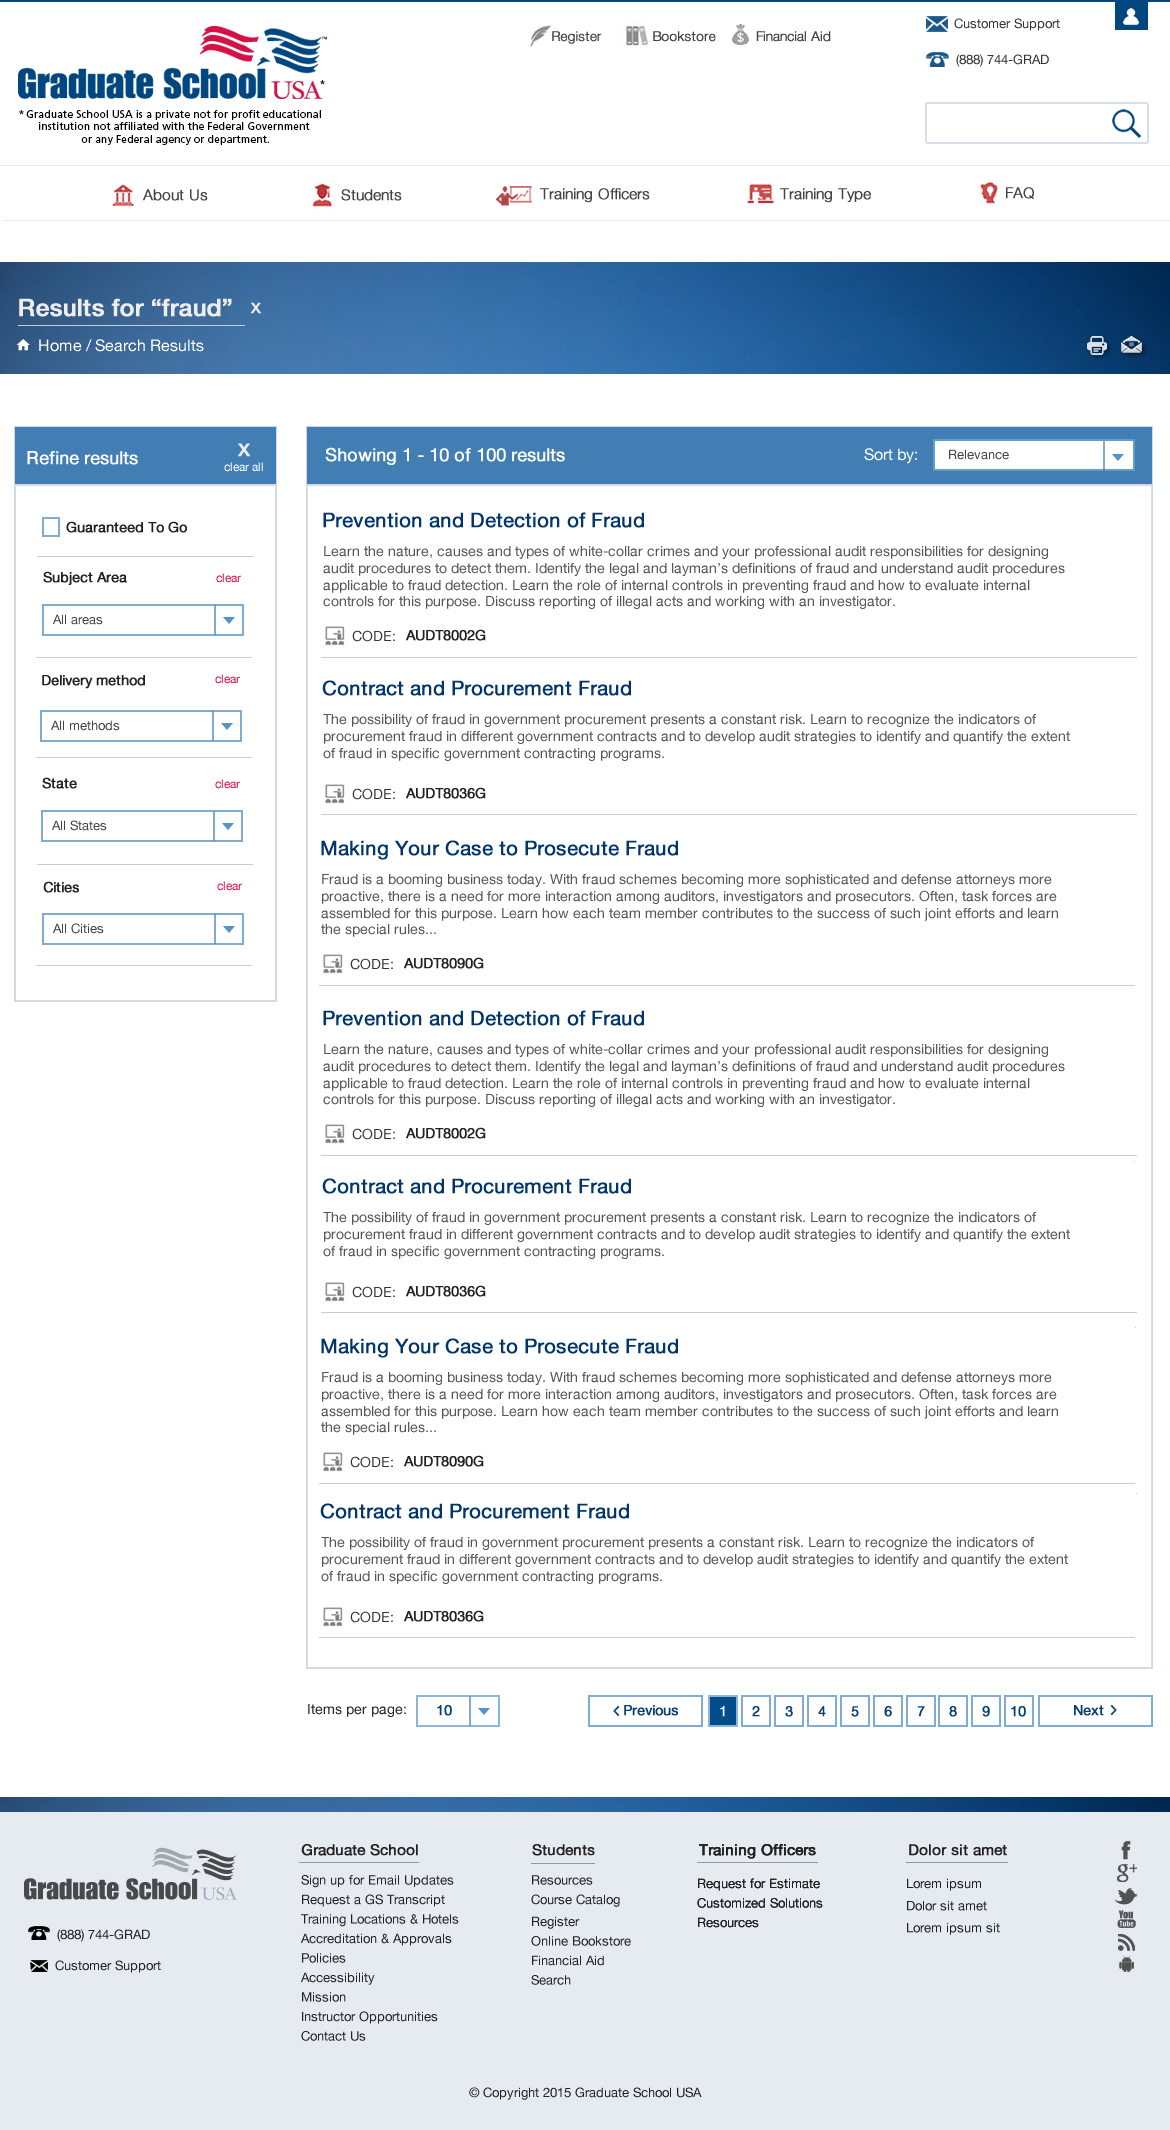 Register
Bookstore
Financial Aid
Customer Support
(888) 744-GRAD
Graduate School USA™*
* Graduate School USA is a private not for profit educational
institution not affiliated with the Federal Government
or any Federal agency or department.
About Us
Students
Training Officers
Training Type
FAQ
Results for “fraud” x
Home / Search Results
Refine results
X
clear all
Guaranteed To Go
Subject Area
clear
All areas
Delivery method
clear
All methods
State
clear
All States
Cities
clear
All Cities
Showing 1 - 10 of 100 results
Sort by:
Relevance
Prevention and Detection of Fraud
Learn the nature, causes and types of white-collar crimes and your professional audit responsibilities for designing
audit procedures to detect them. Identify the legal and layman’s definitions of fraud and understand audit procedures
applicable to fraud detection. Learn the role of internal controls in preventing fraud and how to evaluate internal
controls for this purpose. Discuss reporting of illegal acts and working with an investigator.
CODE: AUDT8002G
Contract and Procurement Fraud
The possibility of fraud in government procurement presents a constant risk. Learn to recognize the indicators of
procurement fraud in different government contracts and to develop audit strategies to identify and quantify the extent
of fraud in specific government contracting programs.
CODE: AUDT8036G
Making Your Case to Prosecute Fraud
Fraud is a booming business today. With fraud schemes becoming more sophisticated and defense attorneys more
proactive, there is a need for more interaction among auditors, investigators and prosecutors. Often, task forces are
assembled for this purpose. Learn how each team member contributes to the success of such joint efforts and learn
the special rules...
CODE: AUDT8090G
Prevention and Detection of Fraud
Learn the nature, causes and types of white-collar crimes and your professional audit responsibilities for designing
audit procedures to detect them. Identify the legal and layman’s definitions of fraud and understand audit procedures
applicable to fraud detection. Learn the role of internal controls in preventing fraud and how to evaluate internal
controls for this purpose. Discuss reporting of illegal acts and working with an investigator.
CODE: AUDT8002G
Contract and Procurement Fraud
The possibility of fraud in government procurement presents a constant risk. Learn to recognize the indicators of
procurement fraud in different government contracts and to develop audit strategies to identify and quantify the extent
of fraud in specific government contracting programs.
CODE: AUDT8036G
Making Your Case to Prosecute Fraud
Fraud is a booming business today. With fraud schemes becoming more sophisticated and defense attorneys more
proactive, there is a need for more interaction among auditors, investigators and prosecutors. Often, task forces are
assembled for this purpose. Learn how each team member contributes to the success of such joint efforts and learn
the special rules...
CODE: AUDT8090G
Contract and Procurement Fraud
The possibility of fraud in government procurement presents a constant risk. Learn to recognize the indicators of
procurement fraud in different government contracts and to develop audit strategies to identify and quantify the extent
of fraud in specific government contracting programs.
CODE: AUDT8036G
Items per page: 10
Previous 1 2 3 4 5 6 7 8 9 10 Next
Graduate School USA
(888) 744-GRAD
Customer Support
Graduate School
Sign up for Email Updates
Request a GS Transcript
Training Locations & Hotels
Accreditation & Approvals
Policies
Accessibility
Mission
Instructor Opportunities
Contact Us
Students
Resources
Course Catalog
Register
Online Bookstore
Financial Aid
Search
Training Officers
Request for Estimate
Customized Solutions
Resources
Dolor sit amet
Lorem ipsum
Dolor sit amet
Lorem ipsum sit
f
g+
You
Tube
© Copyright 2015 Graduate School USA